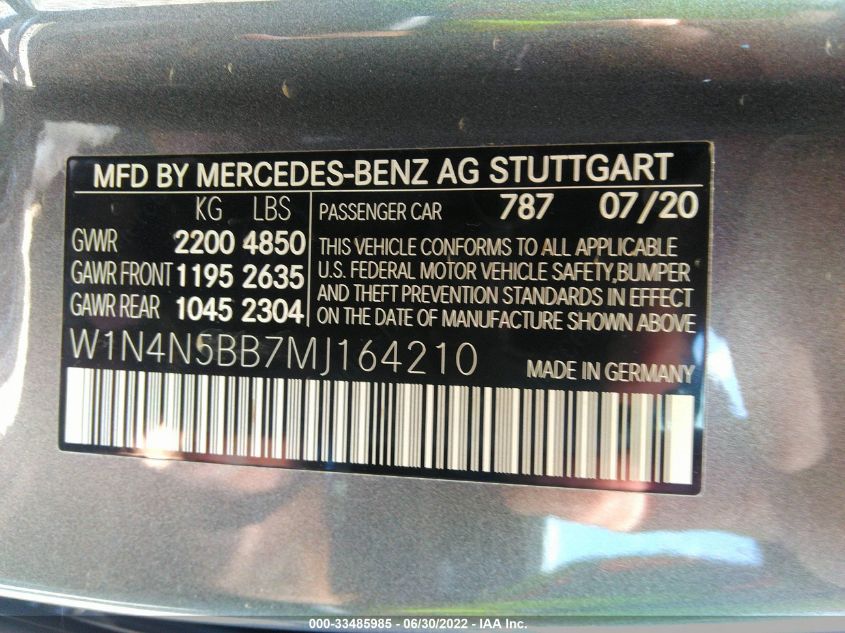 MFD BY MERCEDES-BENZ AG STUTTGART
KG LBS
GVWR 2200 4850
GAWR FRONT 1195 2635
GAWR REAR 1045 2304
PASSENGER CAR 787 07/20
THIS VEHICLE CONFORMS TO ALL APPLICABLE
U.S. FEDERAL MOTOR VEHICLE SAFETY, BUMPER
AND THEFT PREVENTION STANDARDS IN EFFECT
ON THE DATE OF MANUFACTURE SHOWN ABOVE.
W1N4N5BB7MJ164210 MADE IN GERMANY
000-33485985 - 06/30/2022 - IAA Inc.